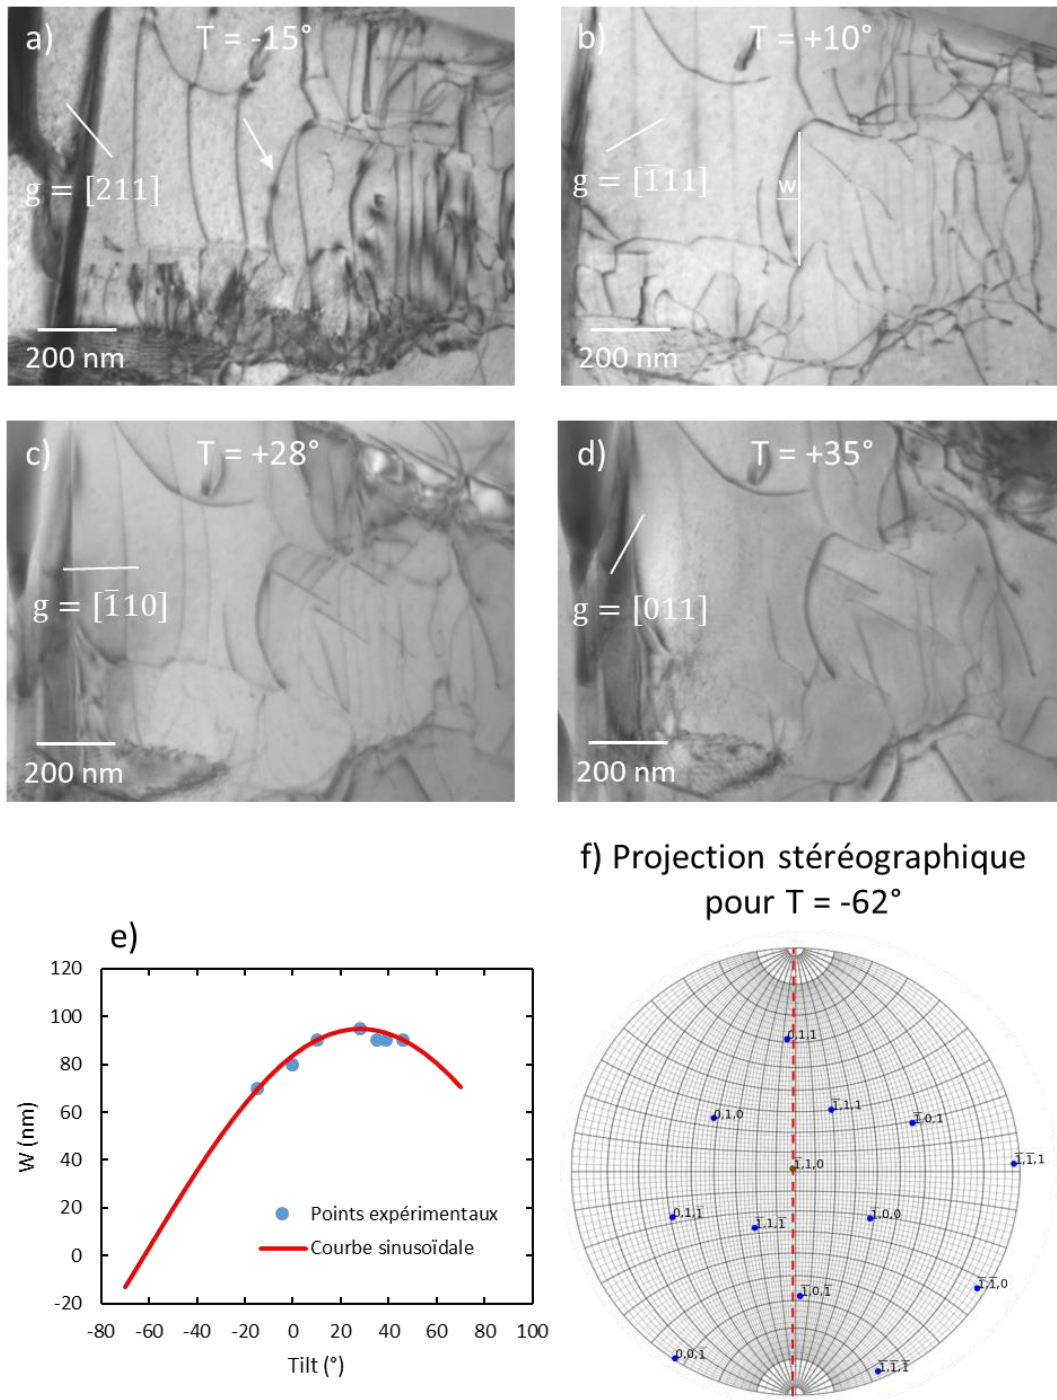 a) T = -15°
g = [211]
200 nm
b) T = +10°
g = [1̅11]
w
200 nm
c) T = +28°
g = [1̅10]
200 nm
d) T = +35°
g = [011]
200 nm
e)
120
100
80
60
40
20
0
-20
-80 -60 -40 -20 0 20 40 60 80 100
W (nm)
Tilt (°)
Points expérimentaux
Courbe sinusoïdale
f) Projection stéréographique
pour T = -62°
0,1,1
0,1,0
1̅,1,1
1̅,0,1
1̅,1̅,1
1̅,1,0
0,1,1̅
1̅,1,1̅
1̅,0,0
1̅,0,1̅
1̅,1̅,0
0,0,1̅
1̅,1̅,1̅